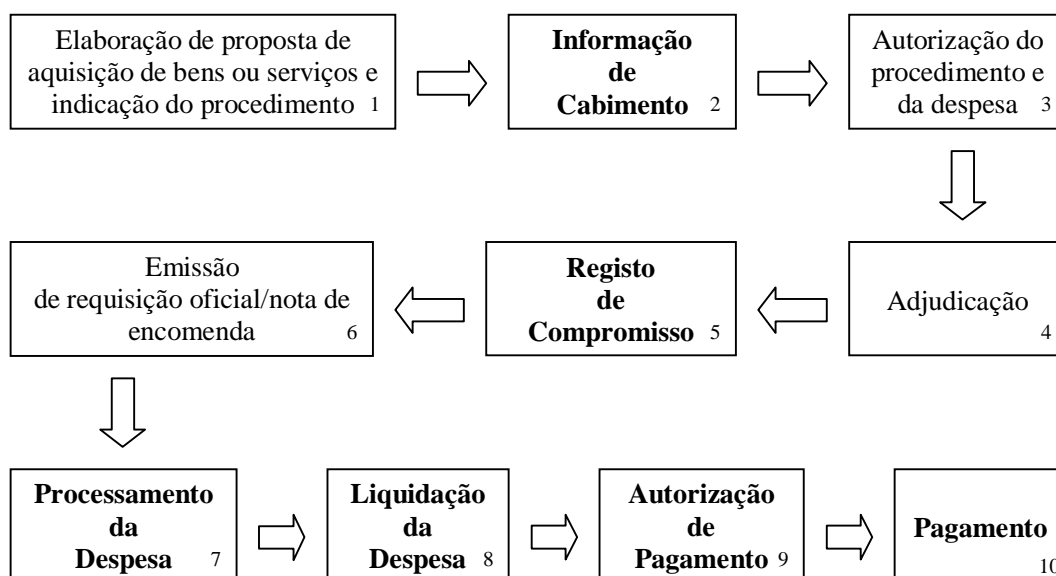 Elaboração de proposta de
aquisição de bens ou serviços e
indicação do procedimento 1
Informação
de
Cabimento 2
Autorização do
procedimento e
da despesa 3
Adjudicação
4
Registo
de
Compromisso 5
Emissão
de requisição oficial/nota de
encomenda 6
Processamento
da
Despesa 7
Liquidação
da
Despesa 8
Autorização
de
Pagamento 9
Pagamento
10